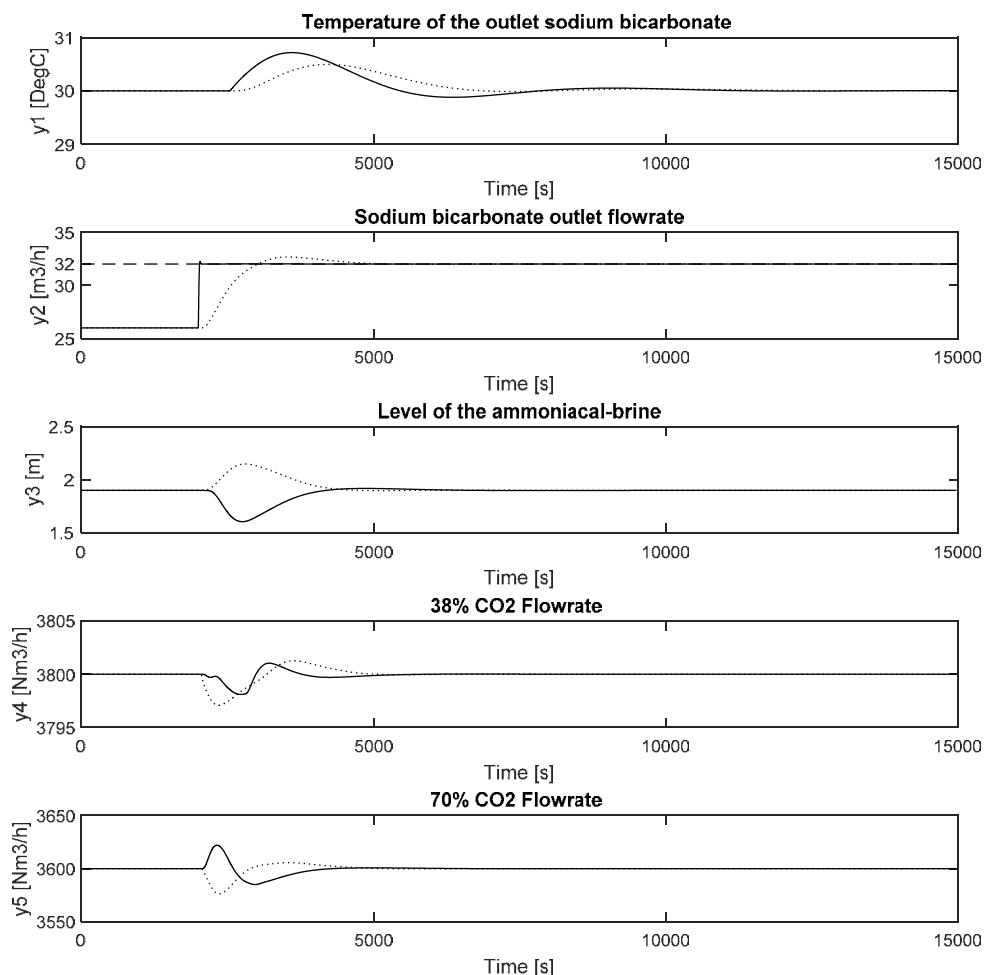 Temperature of the outlet sodium bicarbonate
31
30
29
y1 [DegC]
0 5000 10000 15000
Time [s]
Sodium bicarbonate outlet flowrate
35
32
30
25
y2 [m3/h]
0 5000 10000 15000
Time [s]
Level of the ammoniacal-brine
2.5
2
1.5
y3 [m]
0 5000 10000 15000
Time [s]
38% CO2 Flowrate
3805
3800
3795
y4 [Nm3/h]
0 5000 10000 15000
Time [s]
70% CO2 Flowrate
3650
3600
3550
y5 [Nm3/h]
0 5000 10000 15000
Time [s]